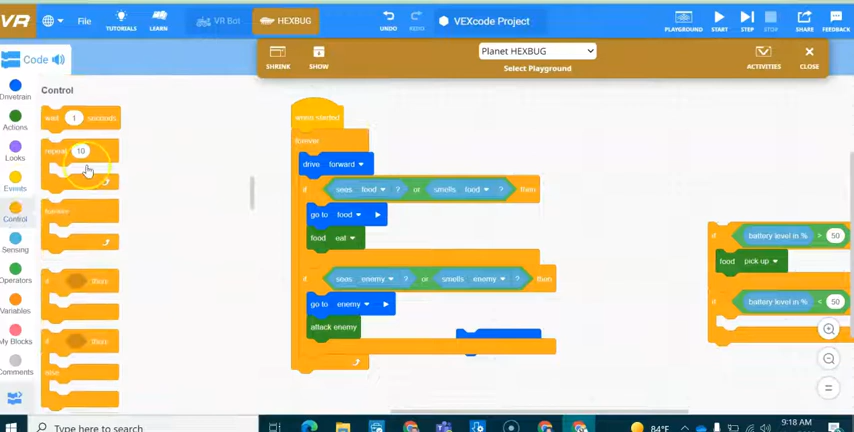 VR
File
TUTORIALS
LEARN
VR Bot
HEXBUG
UNDO
REDO
VEXcode Project
PLAYGROUND
START
STEP
STOP
SHARE
FEEDBACK
Code
SHRINK
SHOW
Planet HEXBUG
Select Playground
ACTIVITIES
CLOSE
Drivetrain
Actions
Looks
Events
Control
Sensing
Operators
Variables
My Blocks
Comments
Control
wait 1 seconds
repeat 10
forever
if then
if then
else
when started
forever
drive forward
if sees food ? or smells food ? then
go to food
food eat
if sees enemy ? or smells enemy ? then
go to enemy
attack enemy
if battery level in % > 50
food pick up
if battery level in % < 50
Type here to search
84°F
9:18 AM